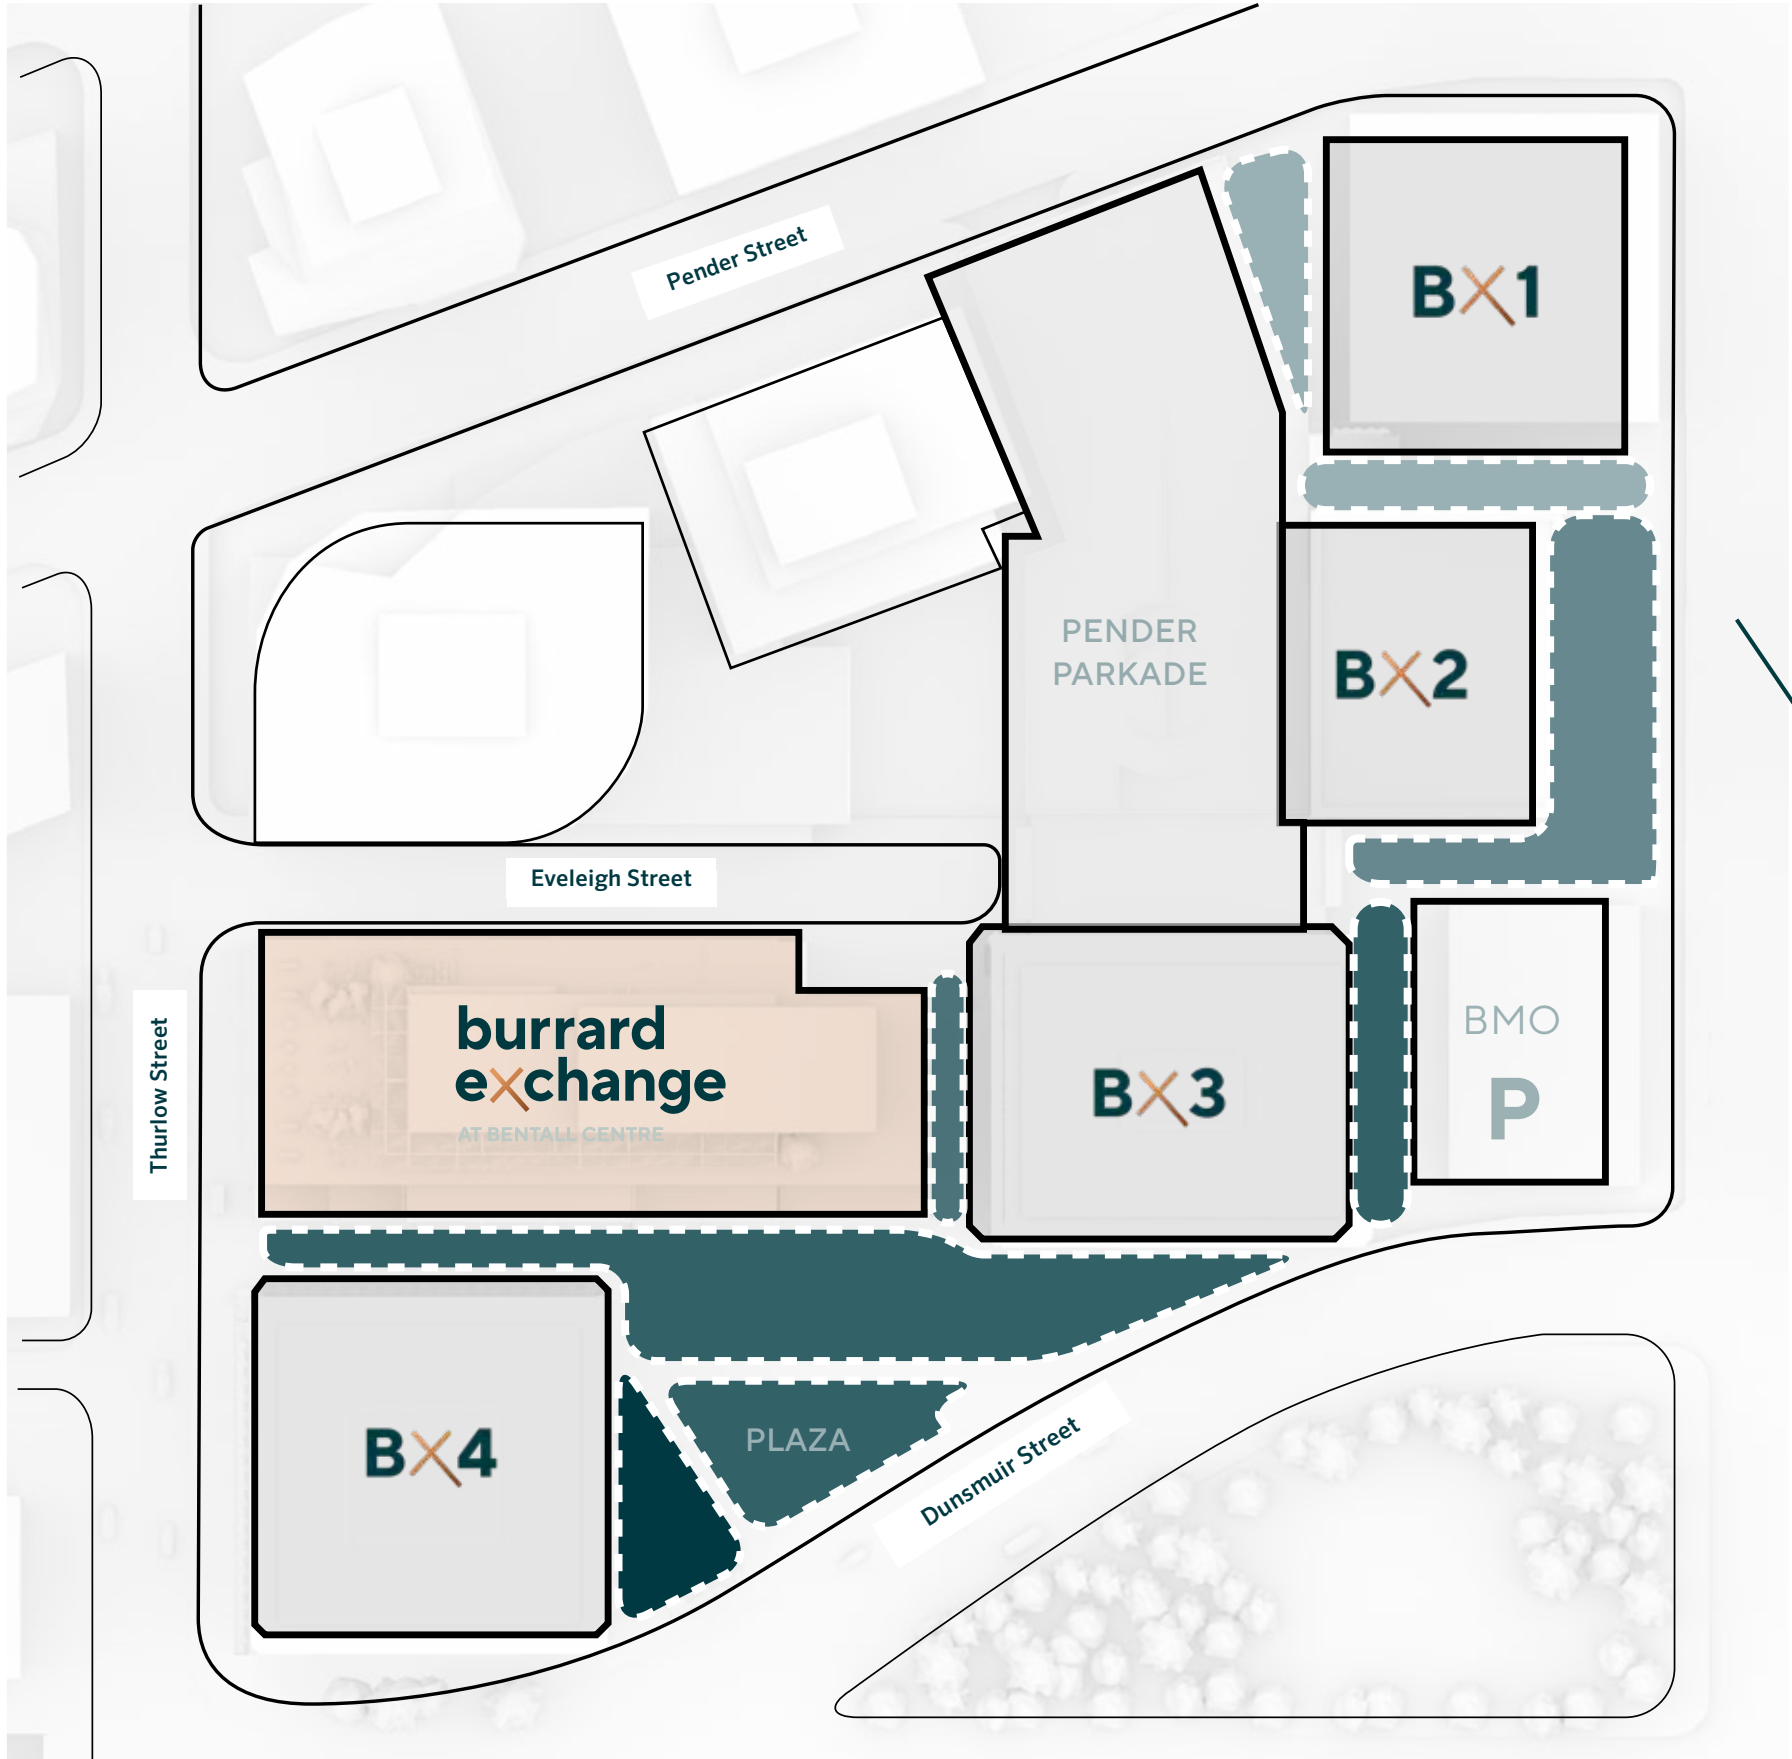 Pender Street
BX1
PENDER
PARKADE
BX2
Eveleigh Street
Thurlow Street
burrard
exchange
AT BENTALL CENTRE
BX3
BMO
P
BX4
PLAZA
Dunsmuir Street